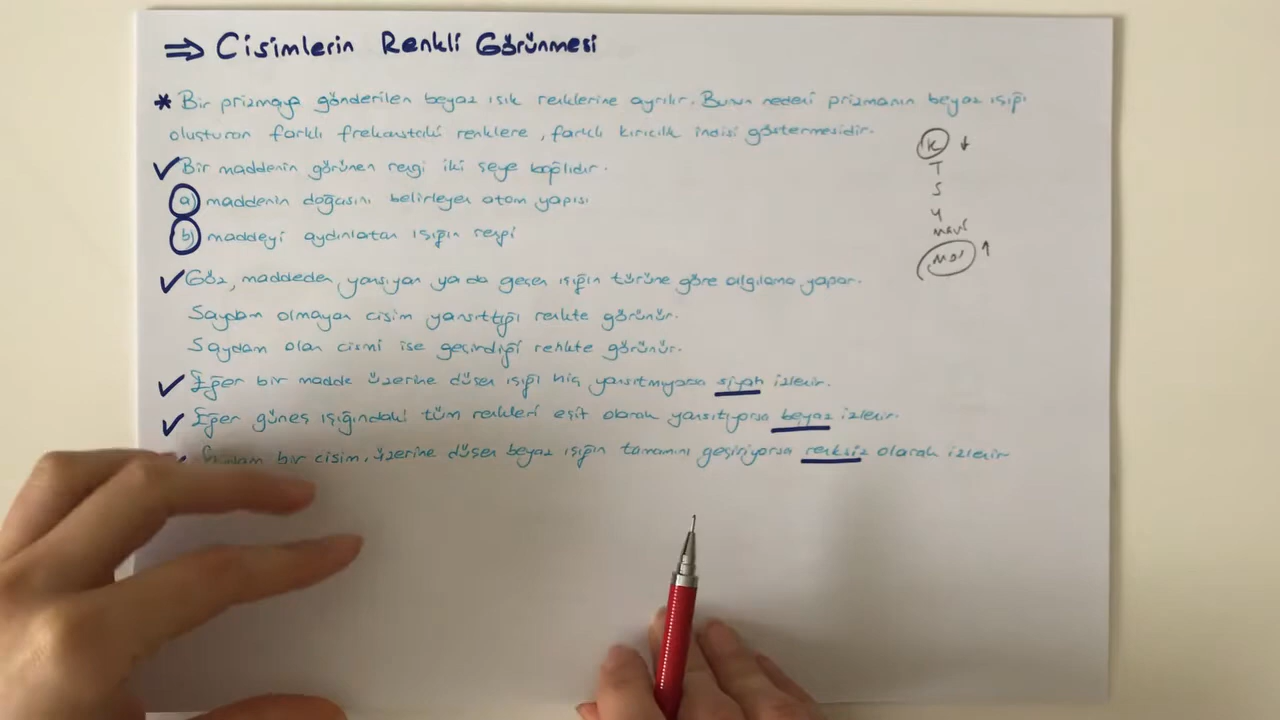 ⇒ Cisimlerin Renkli Görünmesi
* Bir prizmaya gönderilen beyaz ışık renklerine ayrılır. Bunun nedeni prizmanın beyaz ışığı
oluşturan farklı frekanstaki renklere, farklı kırıcılık indisi göstermesidir.
✓ Bir maddenin görünen rengi iki şeye bağlıdır.
a) maddenin doğasını belirleyen atom yapısı
b) maddeyi aydınlatan ışığın rengi
✓ Göz, maddeden yansıyan ya da geçen ışığın türüne göre algılama yapar.
Saydam olmayan cisim yansıttığı renkte görünür.
Saydam olan cismi ise geçirdiği renkte görünür.
✓ Eğer bir madde üzerine düşen ışığı hiç yansıtmıyorsa siyah izlenir.
✓ Eğer güneş ışığındaki tüm renkleri eşit olarak yansıtıyorsa beyaz izlenir.
✓ Saydam bir cisim, üzerine düşen beyaz ışığın tamamını geçiriyorsa renksiz olarak izlenir
K ↓
T
S
Y
mavi
Mor ↑